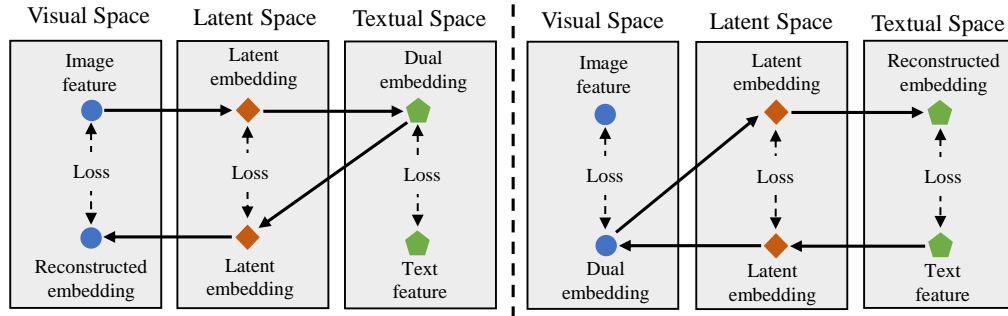 Visual Space
Latent Space
Textual Space
Image
feature
Latent
embedding
Dual
embedding
Loss
Loss
Loss
Reconstructed
embedding
Latent
embedding
Text
feature
Visual Space
Latent Space
Textual Space
Image
feature
Latent
embedding
Reconstructed
embedding
Loss
Loss
Loss
Dual
embedding
Latent
embedding
Text
feature